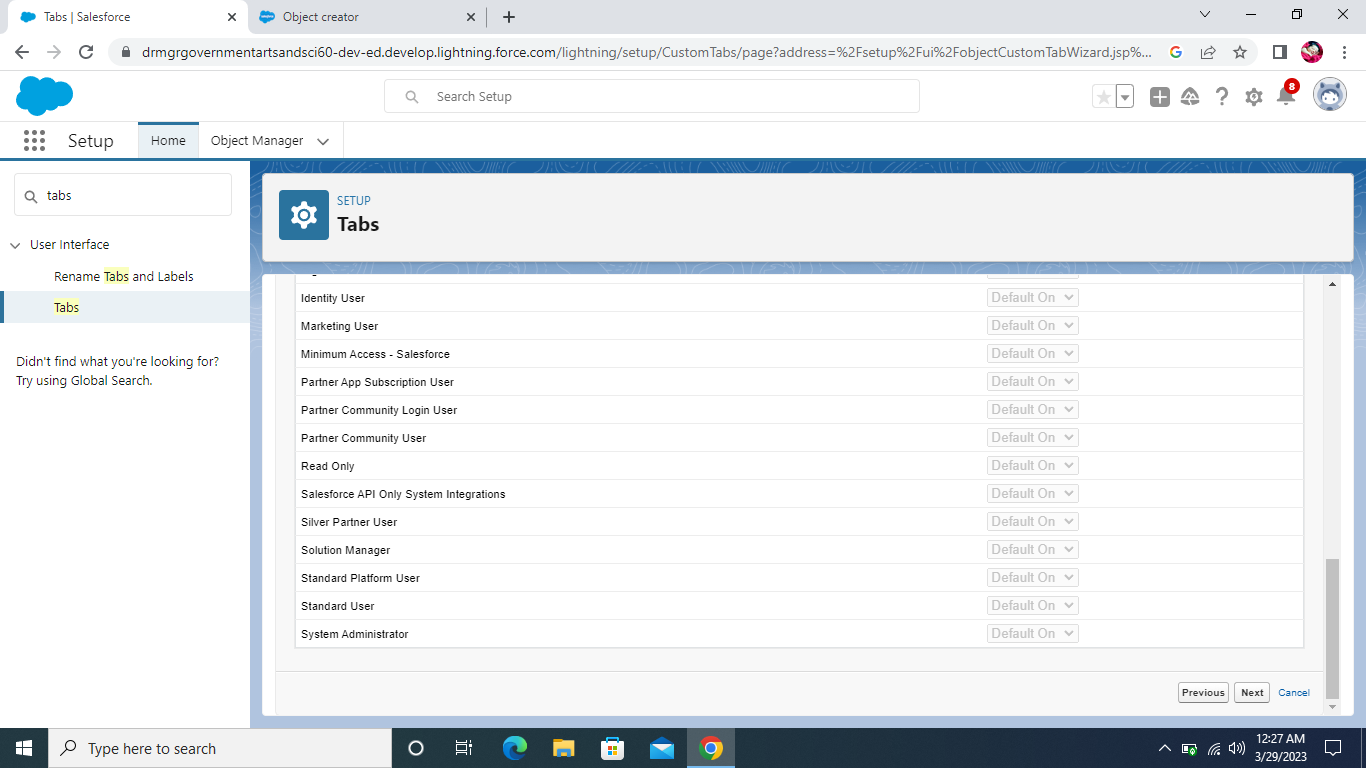 Tabs | Salesforce
Object creator
drmgrgovernmentartsandsci60-dev-ed.develop.lightning.force.com/lightning/setup/CustomTabs/page?address=%2Fsetup%2Fui%2FobjectCustomTabWizard.jsp%...
Search Setup
8
Setup
Home
Object Manager
tabs
User Interface
Rename Tabs and Labels
Tabs
Didn't find what you're looking for?
Try using Global Search.
SETUP
Tabs
Identity User Default On
Marketing User Default On
Minimum Access - Salesforce Default On
Partner App Subscription User Default On
Partner Community Login User Default On
Partner Community User Default On
Read Only Default On
Salesforce API Only System Integrations Default On
Silver Partner User Default On
Solution Manager Default On
Standard Platform User Default On
Standard User Default On
System Administrator Default On
Previous Next Cancel
Type here to search
12:27 AM
3/29/2023